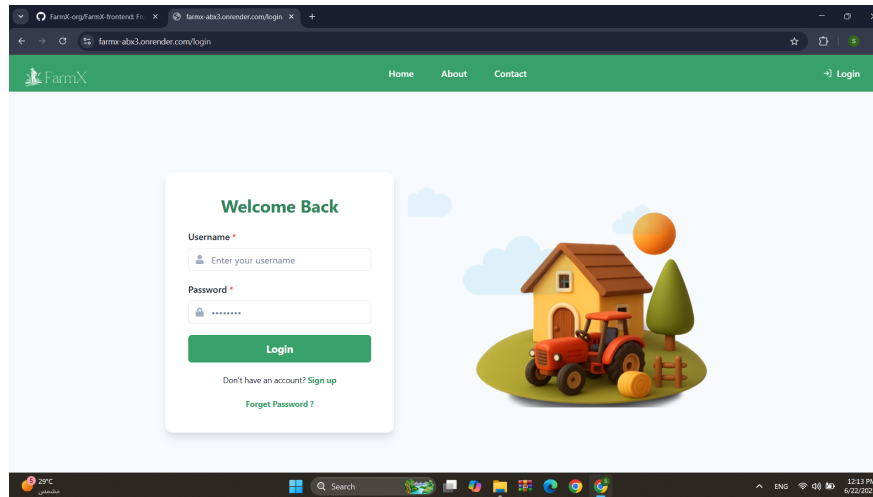 FarmX-org/FarmX-frontend: Fr
farmx-abx3.onrender.com/login
farmx-abx3.onrender.com/login
S
FarmX
Home
About
Contact
Login
Welcome Back
Username *
Enter your username
Password *
Login
Don't have an account? Sign up
Forget Password ?
5
29°C
مشمس
Search
ENG
12:13 PM
6/22/202